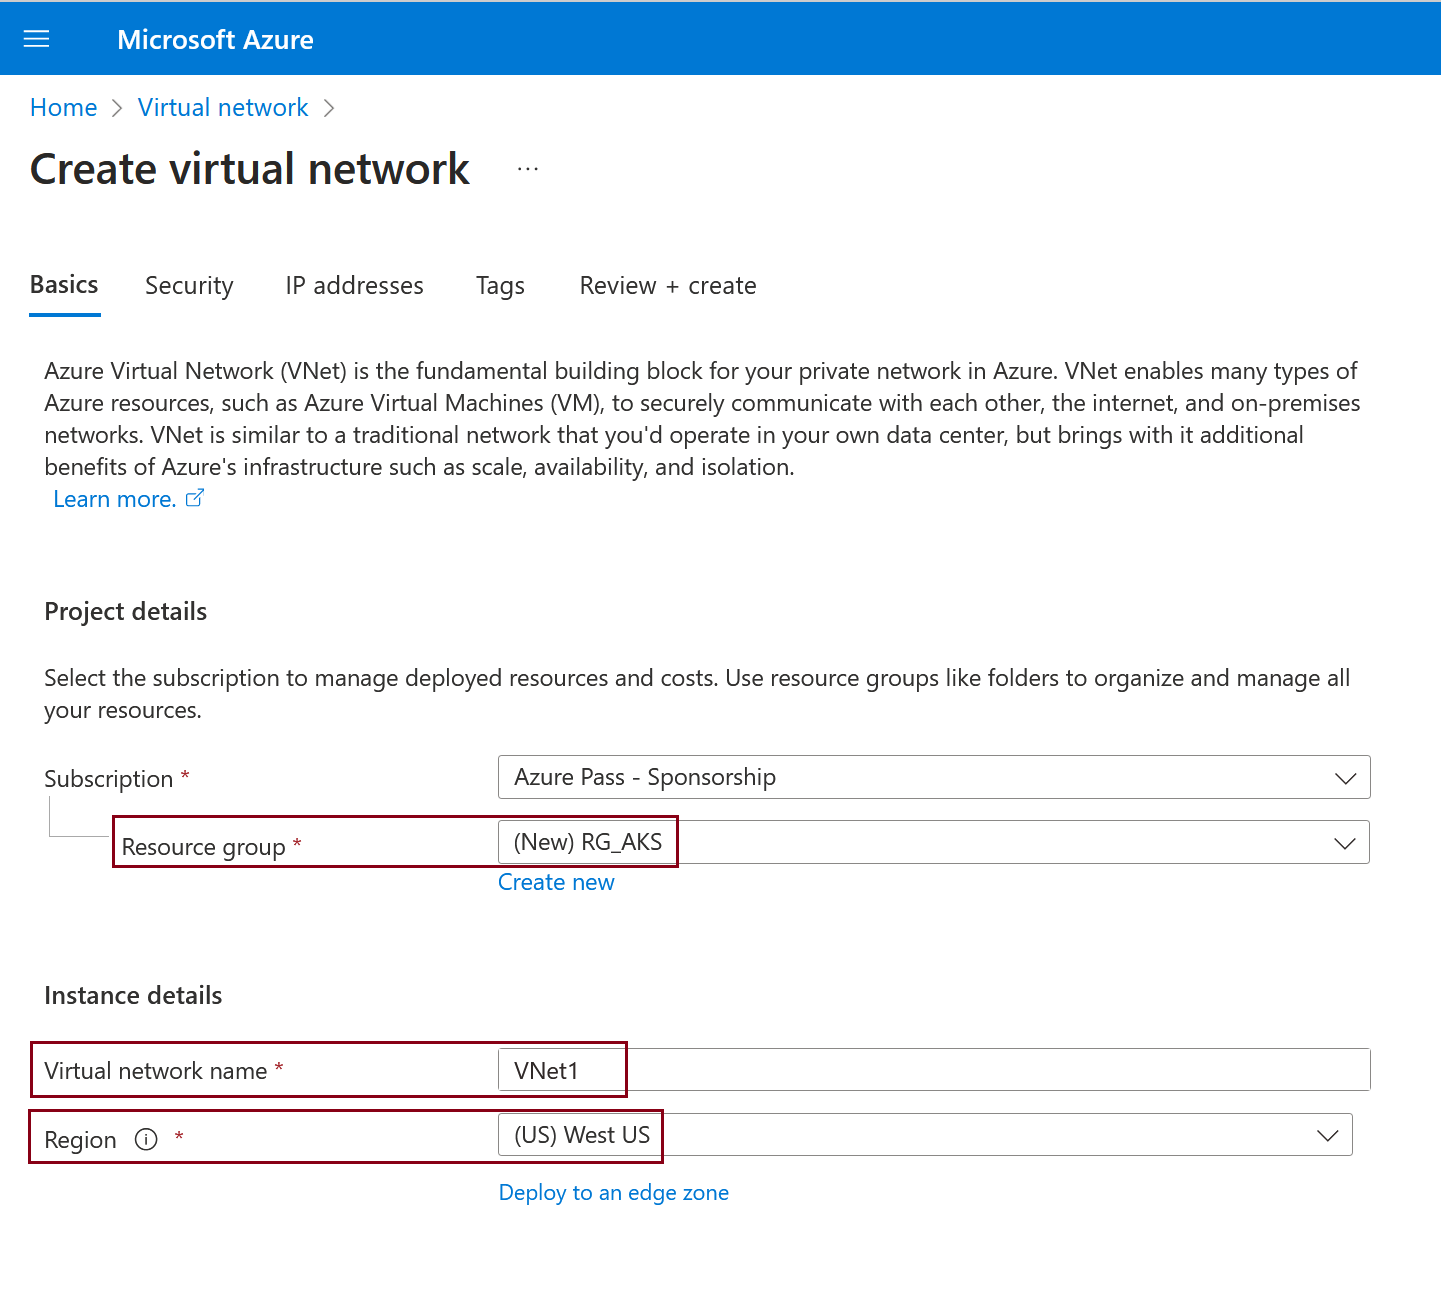 Microsoft Azure
Home > Virtual network >
Create virtual network ...
Basics Security IP addresses Tags Review + create
Azure Virtual Network (VNet) is the fundamental building block for your private network in Azure. VNet enables many types of
Azure resources, such as Azure Virtual Machines (VM), to securely communicate with each other, the internet, and on-premises
networks. VNet is similar to a traditional network that you'd operate in your own data center, but brings with it additional
benefits of Azure's infrastructure such as scale, availability, and isolation.
Learn more.
Project details
Select the subscription to manage deployed resources and costs. Use resource groups like folders to organize and manage all
your resources.
Subscription * Azure Pass - Sponsorship
Resource group * (New) RG_AKS
Create new
Instance details
Virtual network name * VNet1
Region * (US) West US
Deploy to an edge zone